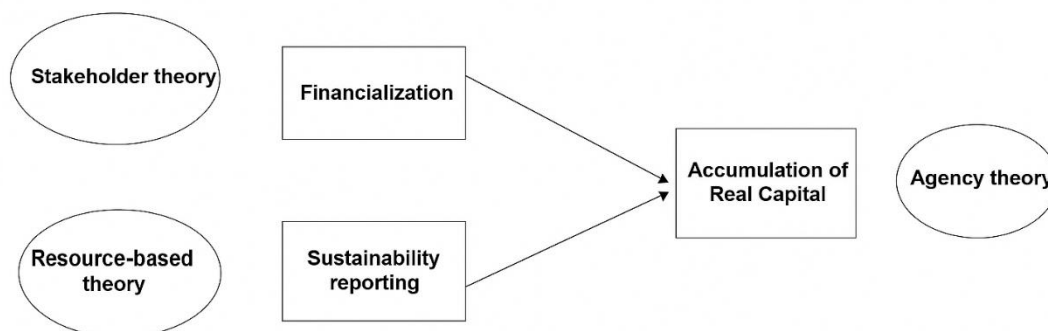 Stakeholder theory
Financialization
Accumulation of
Real Capital
Agency theory
Resource-based
theory
Sustainability
reporting